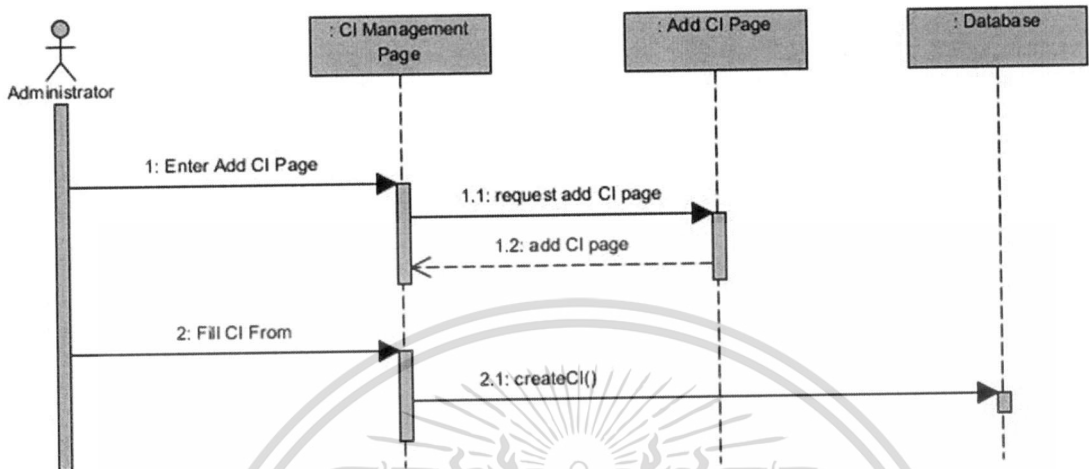 : CI Management
Page
: Add CI Page
: Database
Administrator
1: Enter Add CI Page
1.1: request add CI page
1.2: add CI page
2: Fill CI From
2.1: createCI()